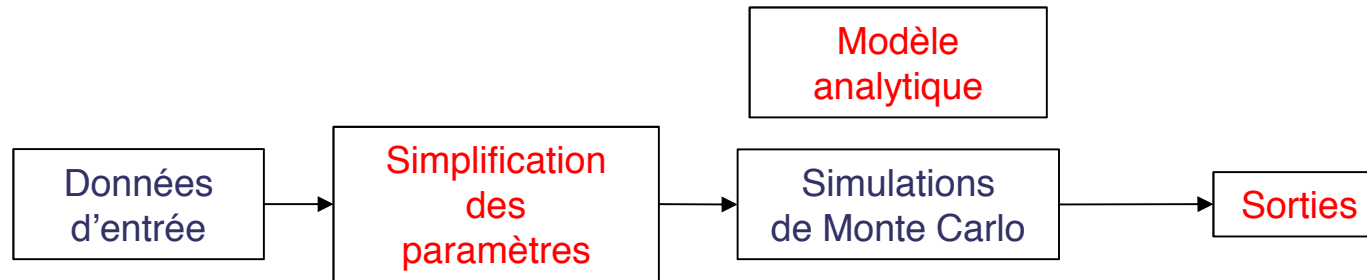 Modèle
analytique
Données
d’entrée
Simplification
des
paramètres
Simulations
de Monte Carlo
Sorties